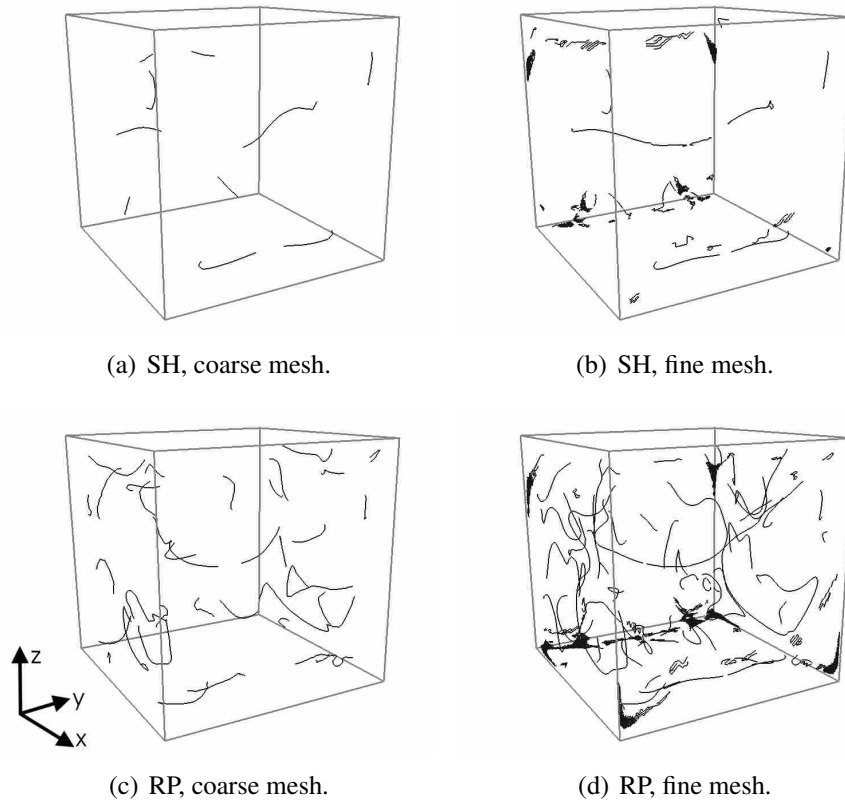 (a) SH, coarse mesh.
(b) SH, fine mesh.
z
y
x
(c) RP, coarse mesh.
(d) RP, fine mesh.